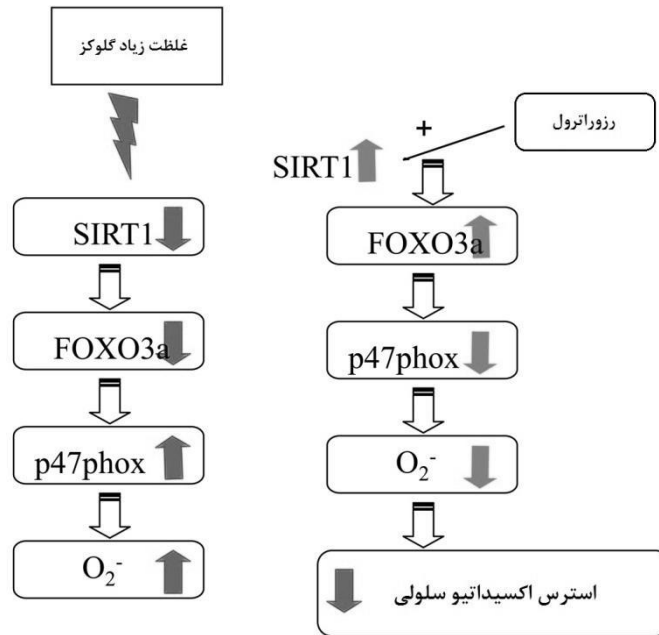 غلظت زیاد گلوکز
SIRT1
FOXO3a
p47phox
O₂⁻
رزوراترول
+
SIRT1
FOXO3a
p47phox
O₂⁻
استرس اکسیداتیو سلولی